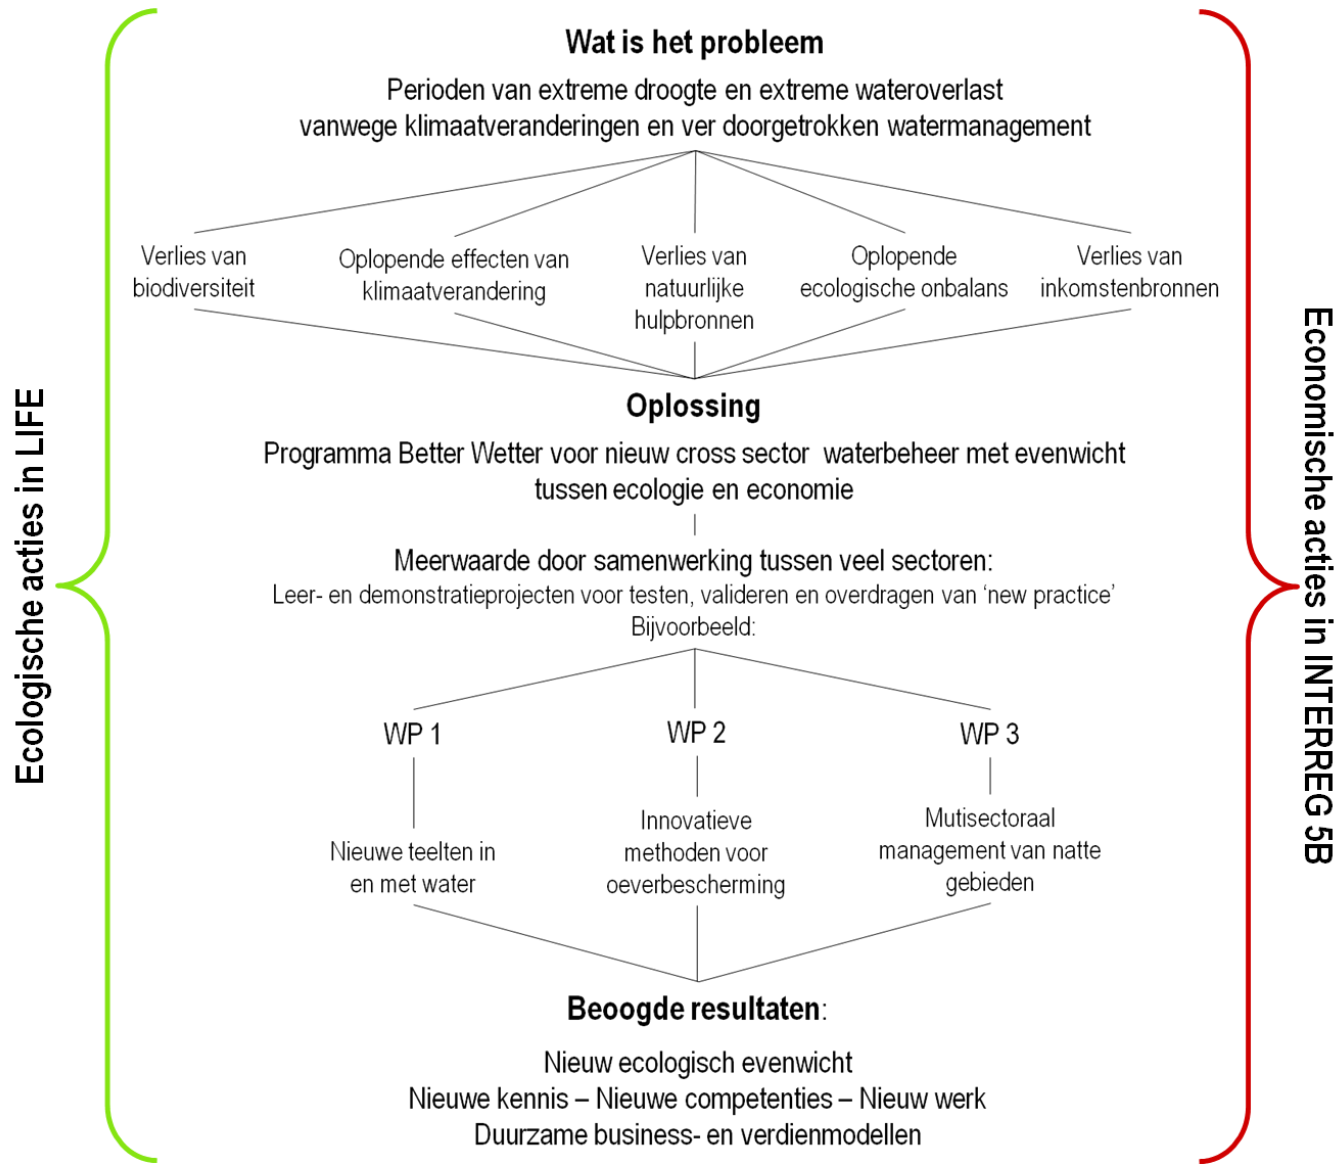 Wat is het probleem
Perioden van extreme droogte en extreme wateroverlast
vanwege klimaatveranderingen en ver doorgetrokken watermanagement
Verlies van
biodiversiteit
Oplopende effecten van
klimaatverandering
Verlies van
natuurlijke
hulpbronnen
Oplopende
ecologische onbalans
Verlies van
inkomstenbronnen
Oplossing
Programma Better Wetter voor nieuw cross sector waterbeheer met evenwicht
tussen ecologie en economie
Meerwaarde door samenwerking tussen veel sectoren:
Leer- en demonstratieprojecten voor testen, valideren en overdragen van ‘new practice’
Bijvoorbeeld:
WP 1
WP 2
WP 3
Nieuwe teelten in
en met water
Innovatieve
methoden voor
oeverbescherming
Mutisectoraal
management van natte
gebieden
Beoogde resultaten:
Nieuw ecologisch evenwicht
Nieuwe kennis – Nieuwe competenties – Nieuw werk
Duurzame business- en verdienmodellen
Ecologische acties in LIFE
Economische acties in INTERREG 5B